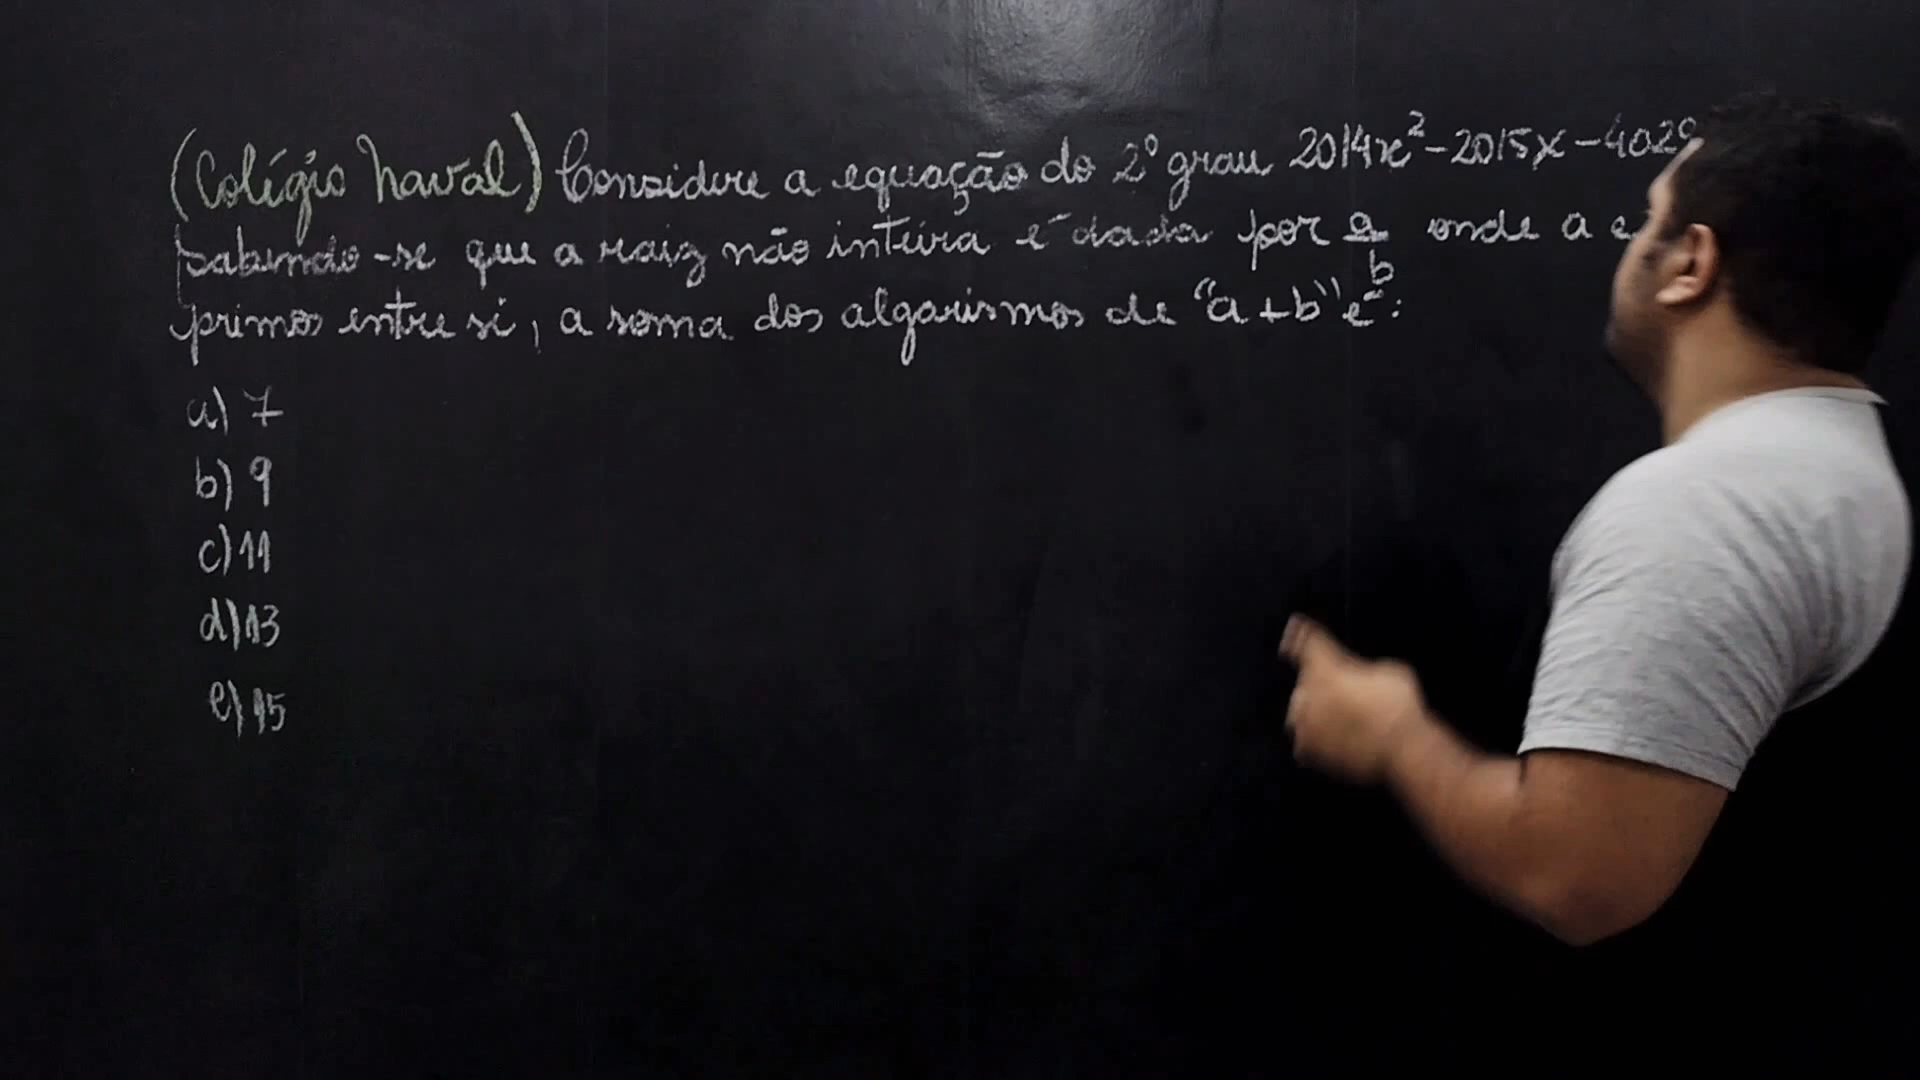 (Colégio Naval) Considere a equação do 2º grau 2014x²-2015x-4029
sabendo-se que a raiz não inteira é dada por a/b onde a e
primos entre si, a soma dos algarismos de "a+b" é:
a) 7
b) 9
c) 11
d) 13
e) 15